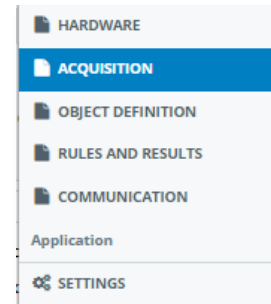 HARDWARE
ACQUISITION
OBJECT DEFINITION
RULES AND RESULTS
COMMUNICATION
Application
SETTINGS